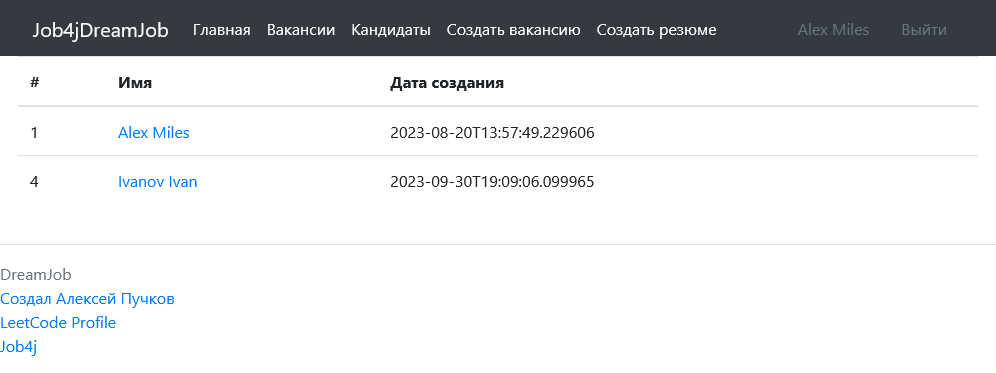 Job4jDreamJob Главная Вакансии Кандидаты Создать вакансию Создать резюме Alex Miles Выйти
# Имя Дата создания
1 Alex Miles 2023-08-20T13:57:49.229606
4 Ivanov Ivan 2023-09-30T19:09:06.099965
DreamJob
Создал Алексей Пучков
LeetCode Profile
Job4j